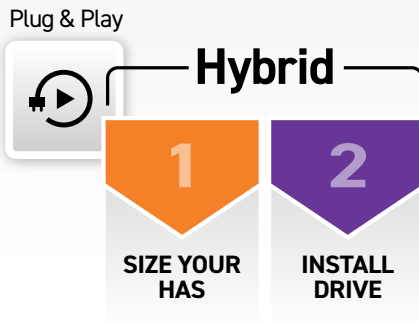 Plug & Play
Hybrid
1
2
SIZE YOUR
HAS
INSTALL
DRIVE